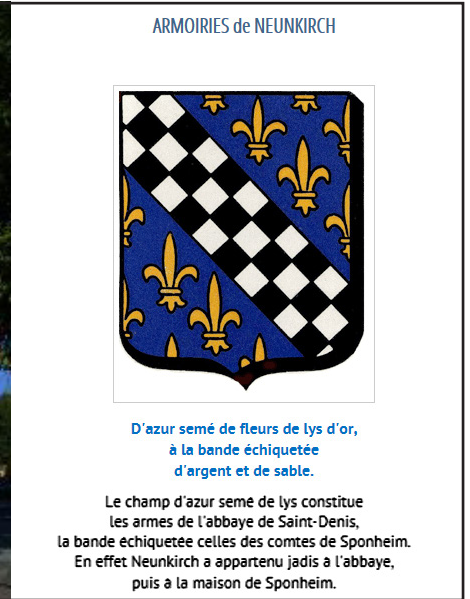 ARMOIRIES de NEUNKIRCH
D'azur semé de fleurs de lys d'or,
à la bande échiquetée
d'argent et de sable.
Le champ d'azur semé de lys constitue
les armes de l'abbaye de Saint-Denis,
la bande échiquetée celles des comtes de Sponheim.
En effet Neunkirch a appartenu jadis à l'abbaye,
puis à la maison de Sponheim.